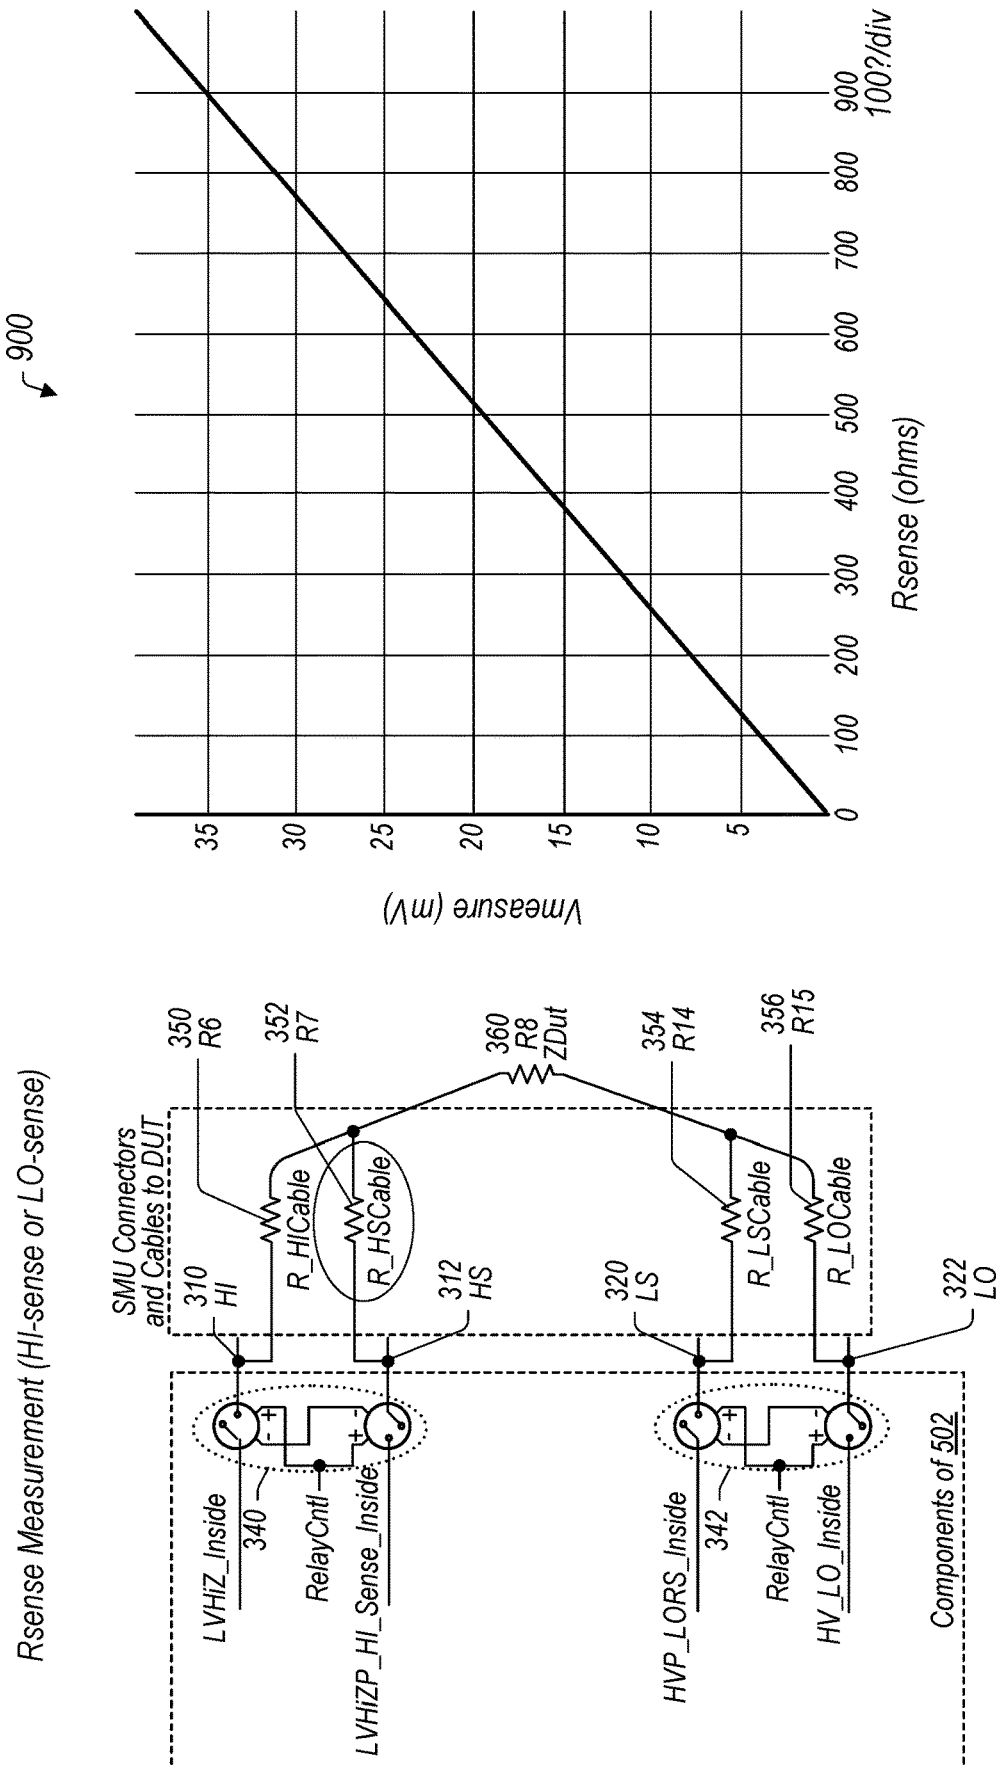 Rsense Measurement (HI-sense or LO-sense)
900
SMU Connectors
and Cables to DUT
310
HI
350
R6
R_HICable
352
R7
R_HSCable
312
HS
360
R8
ZDut
320
LS
354
R14
R_LSCable
356
R15
R_LOCable
322
LO
LVHiZ_Inside
340
+
-
RelayCntl
-
+
LVHiZP_HI_Sense_Inside
HVP_LORS_Inside
342
+
-
RelayCntl
-
+
HV_LO_Inside
Components of 502
Vmeasure (mV)
35
30
25
20
15
10
5
0
100
200
300
400
500
600
700
800
900
100?/div
Rsense (ohms)